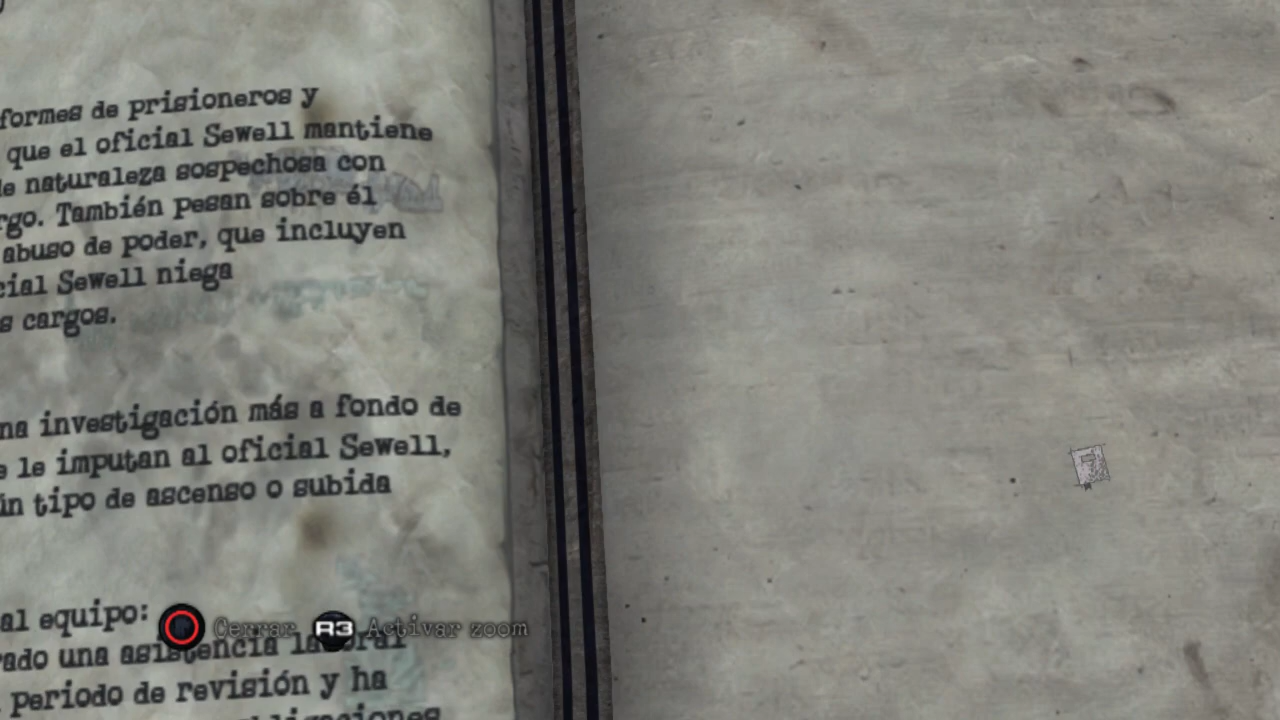 formes de prisioneros y
que el oficial Sewell mantiene
de naturaleza sospechosa con
rgo. También pesan sobre él
abuso de poder, que incluyen
cial Sewell niega
s cargos.
na investigación más a fondo de
e le imputan al oficial Sewell,
ún tipo de ascenso o subida
al equipo:
Cerrar R3 Activar zoom
rado una asistencia laboral
periodo de revisión y ha